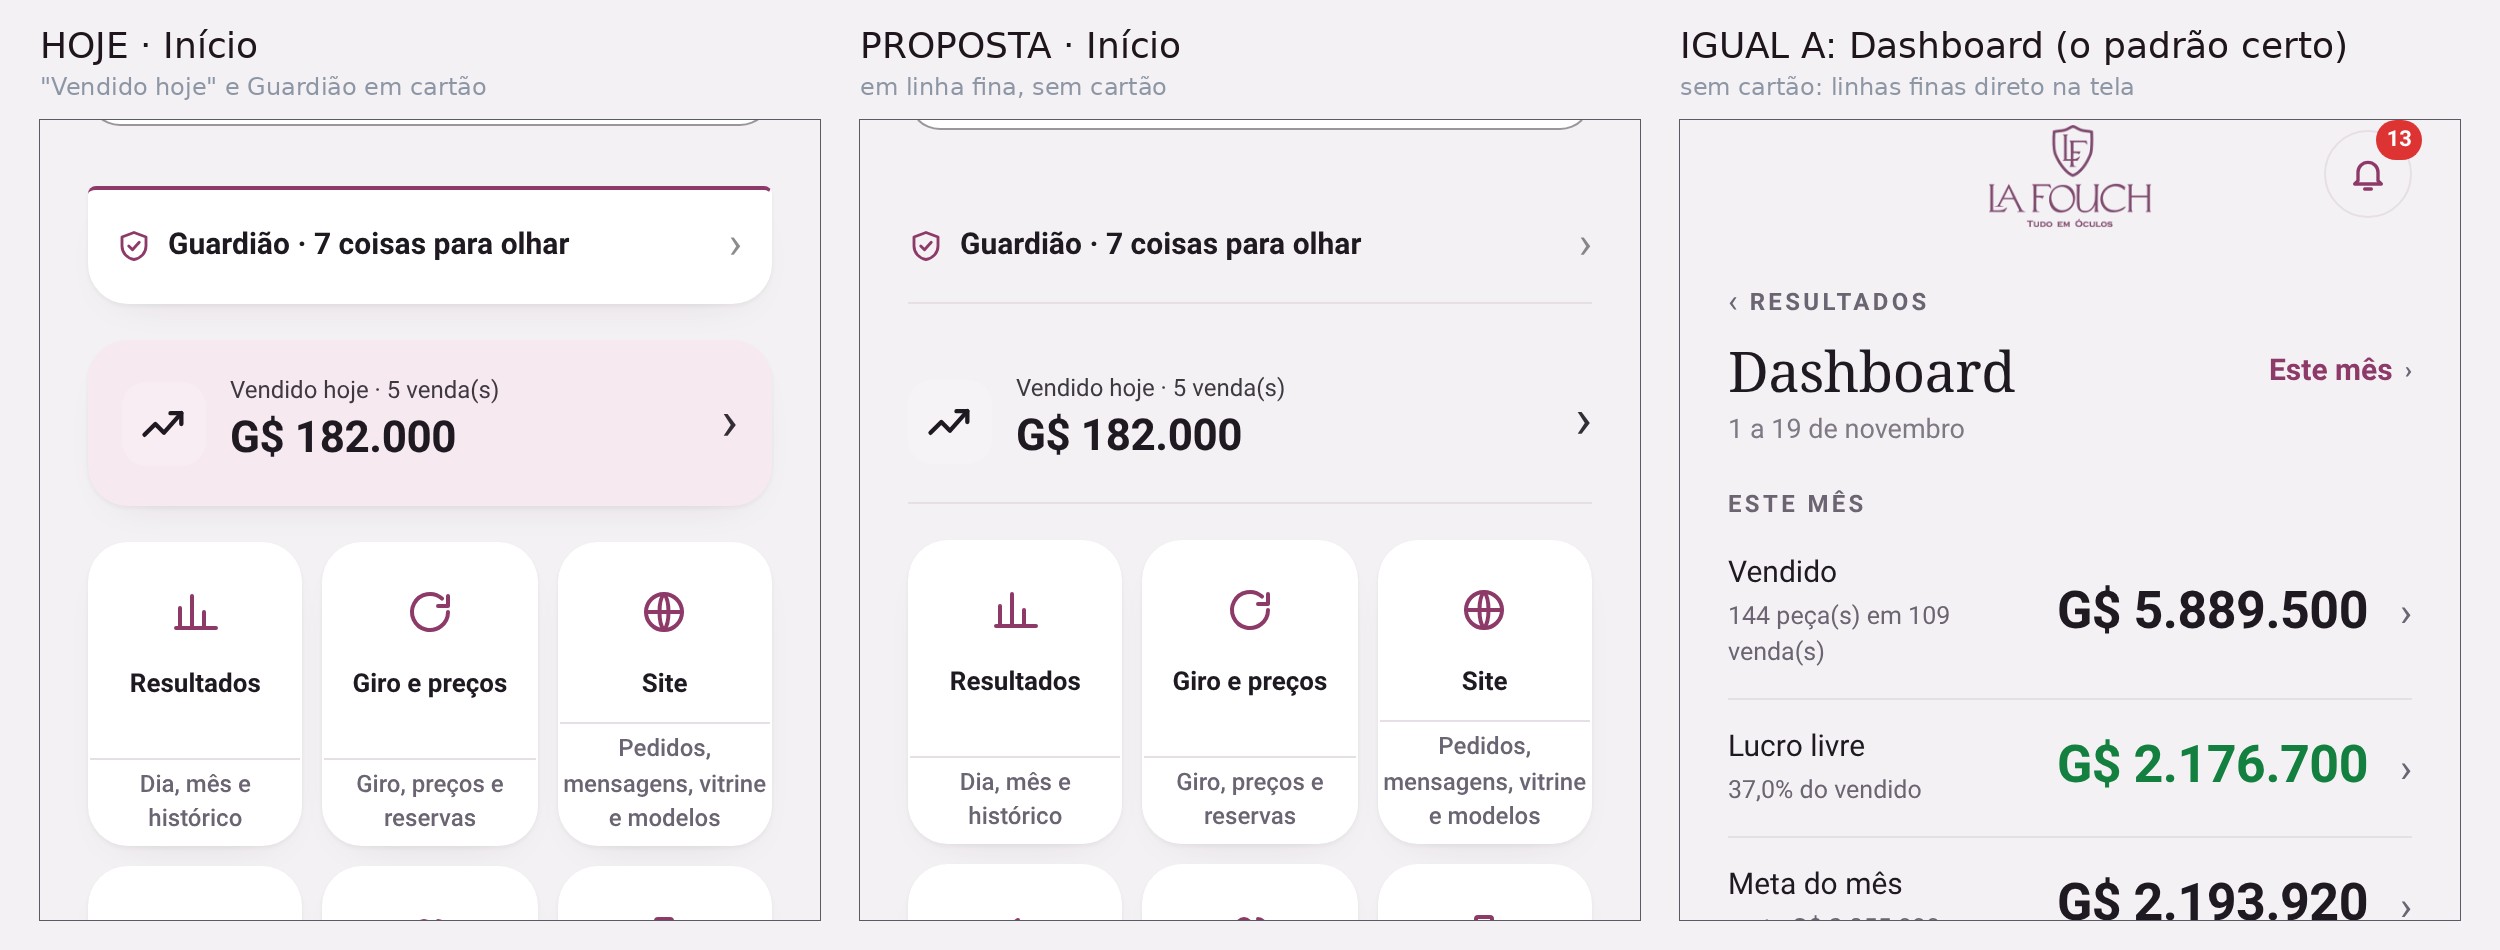 HOJE · Início
"Vendido hoje" e Guardião em cartão
Guardião · 7 coisas para olhar
Vendido hoje · 5 venda(s)
G$ 182.000
Resultados
Dia, mês e
histórico
Giro e preços
Giro, preços e
reservas
Site
Pedidos,
mensagens, vitrine
e modelos
PROPOSTA · Início
em linha fina, sem cartão
Guardião · 7 coisas para olhar
Vendido hoje · 5 venda(s)
G$ 182.000
Resultados
Dia, mês e
histórico
Giro e preços
Giro, preços e
reservas
Site
Pedidos,
mensagens, vitrine
e modelos
IGUAL A: Dashboard (o padrão certo)
sem cartão: linhas finas direto na tela
LF
LA FOUCH
TUDO EM ÓCULOS
13
‹ RESULTADOS
Dashboard
Este mês ›
1 a 19 de novembro
ESTE MÊS
Vendido
144 peça(s) em 109
venda(s)
G$ 5.889.500
Lucro livre
37,0% do vendido
G$ 2.176.700
Meta do mês
G$ 2.193.920